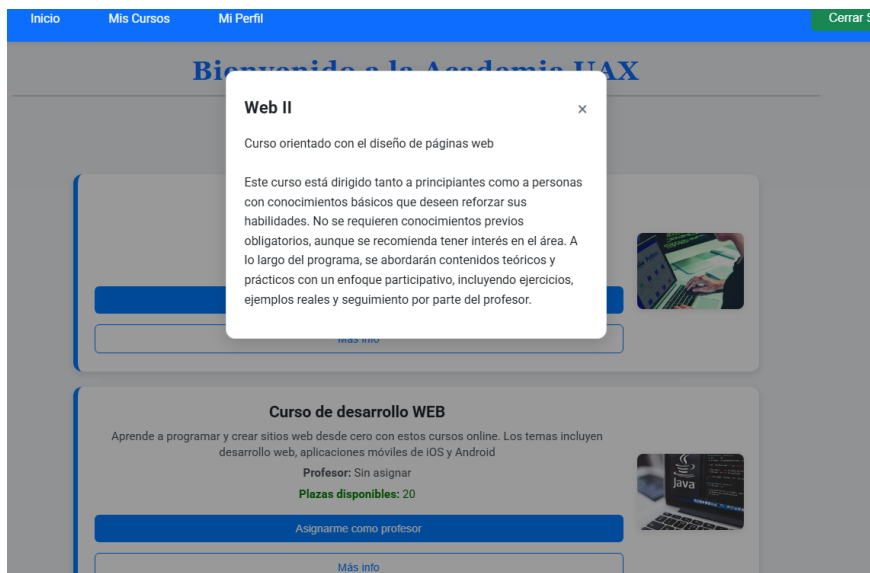 Inicio Mis Cursos Mi Perfil Cerrar
Academia UAX
Web II ×
Curso orientado con el diseño de páginas web
Este curso está dirigido tanto a principiantes como a personas
con conocimientos básicos que deseen reforzar sus
habilidades. No se requieren conocimientos previos
obligatorios, aunque se recomienda tener interés en el área. A
lo largo del programa, se abordarán contenidos teóricos y
prácticos con un enfoque participativo, incluyendo ejercicios,
ejemplos reales y seguimiento por parte del profesor.
Más info
Curso de desarrollo WEB
Aprende a programar y crear sitios web desde cero con estos cursos online. Los temas incluyen
desarrollo web, aplicaciones móviles de iOS y Android
Profesor: Sin asignar
Plazas disponibles: 20
Java
Asignarme como profesor
Más info